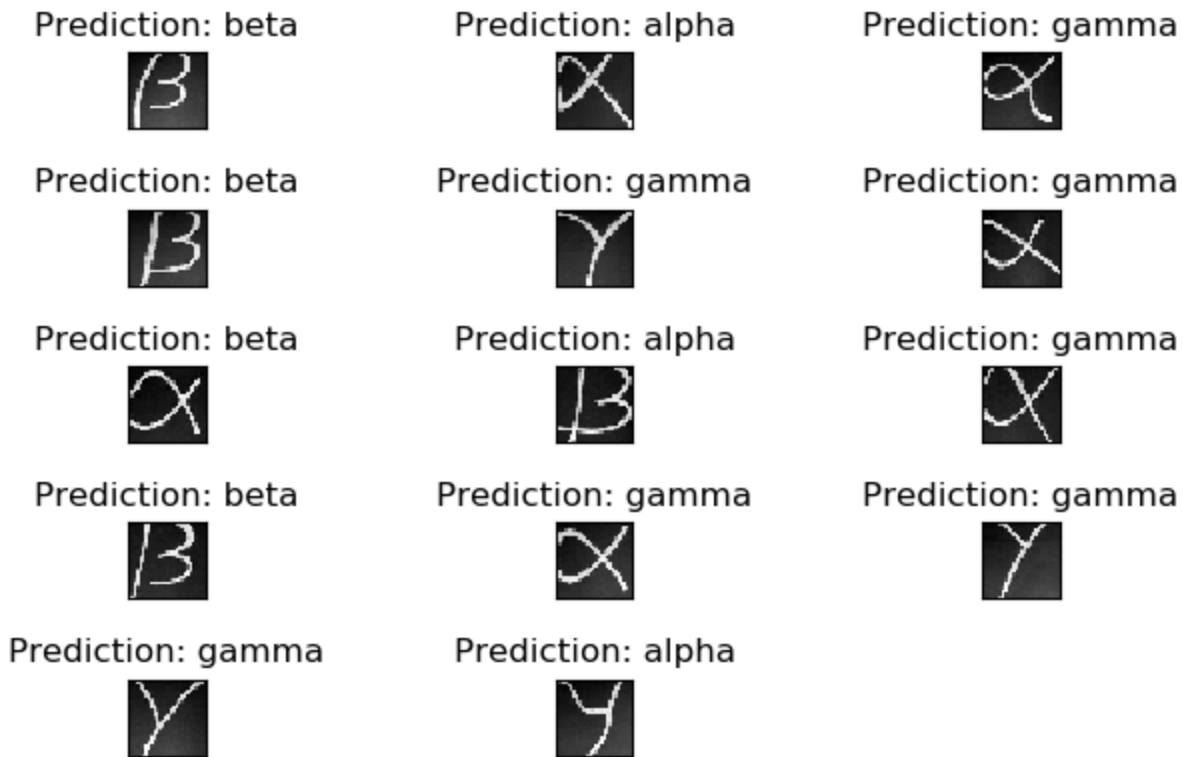 Prediction: beta Prediction: alpha Prediction: gamma
β α α
Prediction: beta Prediction: gamma Prediction: gamma
β γ α
Prediction: beta Prediction: alpha Prediction: gamma
α β α
Prediction: beta Prediction: gamma Prediction: gamma
β α γ
Prediction: gamma Prediction: alpha
γ γ